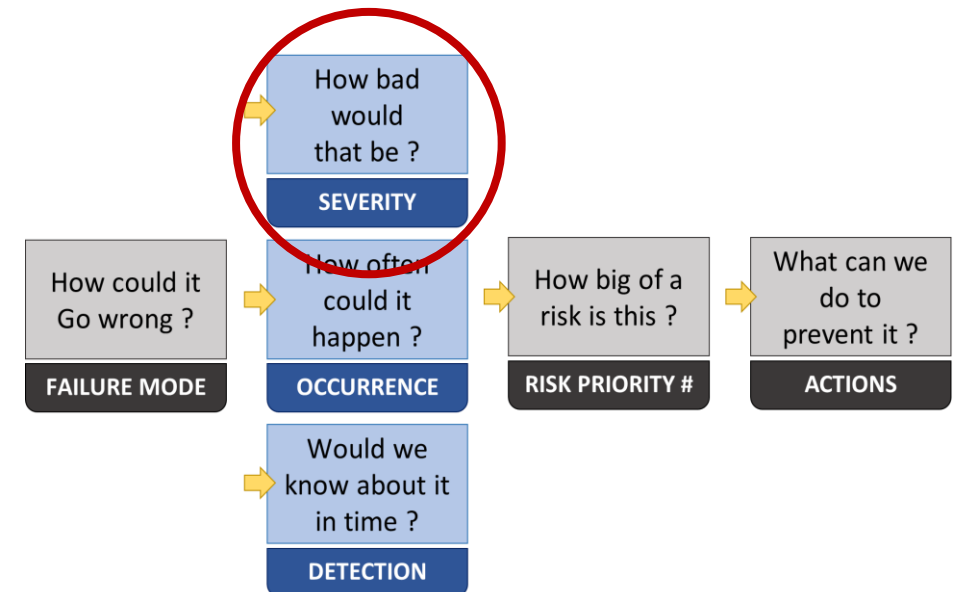 How bad
would
that be ?
SEVERITY
How could it
Go wrong ?
FAILURE MODE
How often
could it
happen ?
OCCURRENCE
How big of a
risk is this ?
RISK PRIORITY #
What can we
do to
prevent it ?
ACTIONS
Would we
know about it
in time ?
DETECTION